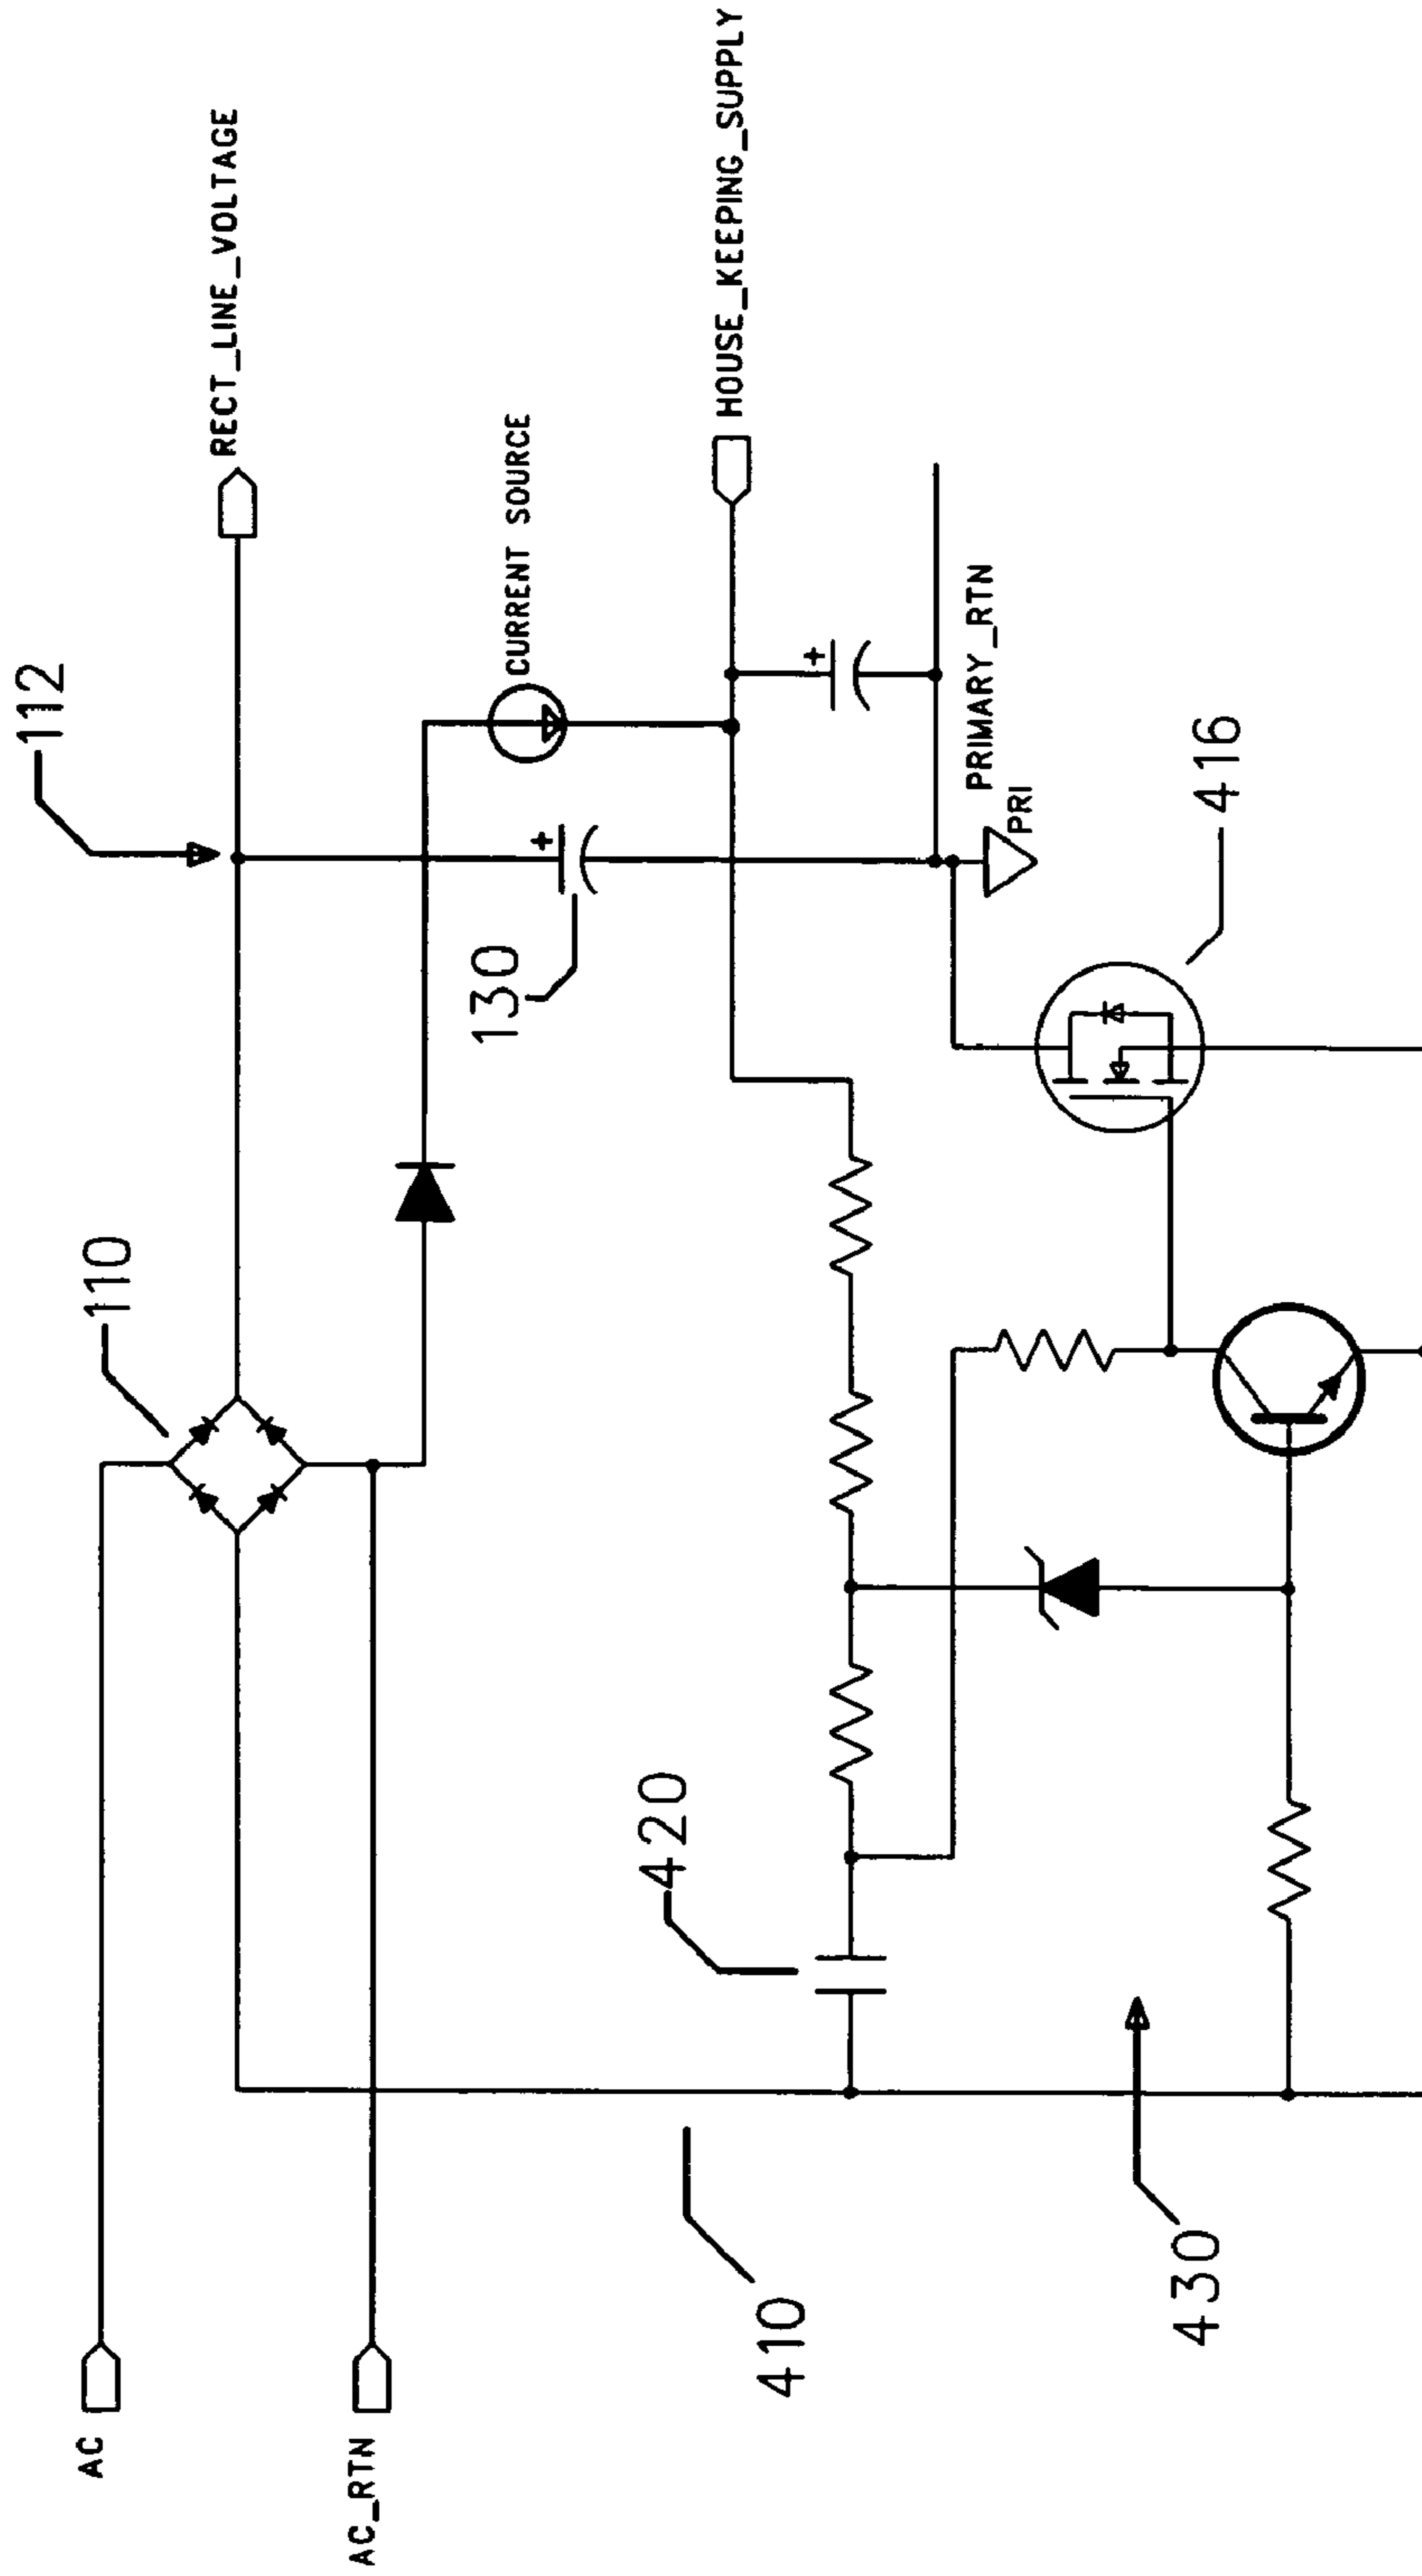 AC
AC_RTN
110
112
RECT_LINE_VOLTAGE
CURRENT SOURCE
130
HOUSE_KEEPING_SUPPLY
420
410
PRIMARY_RTN
PRI
416
430